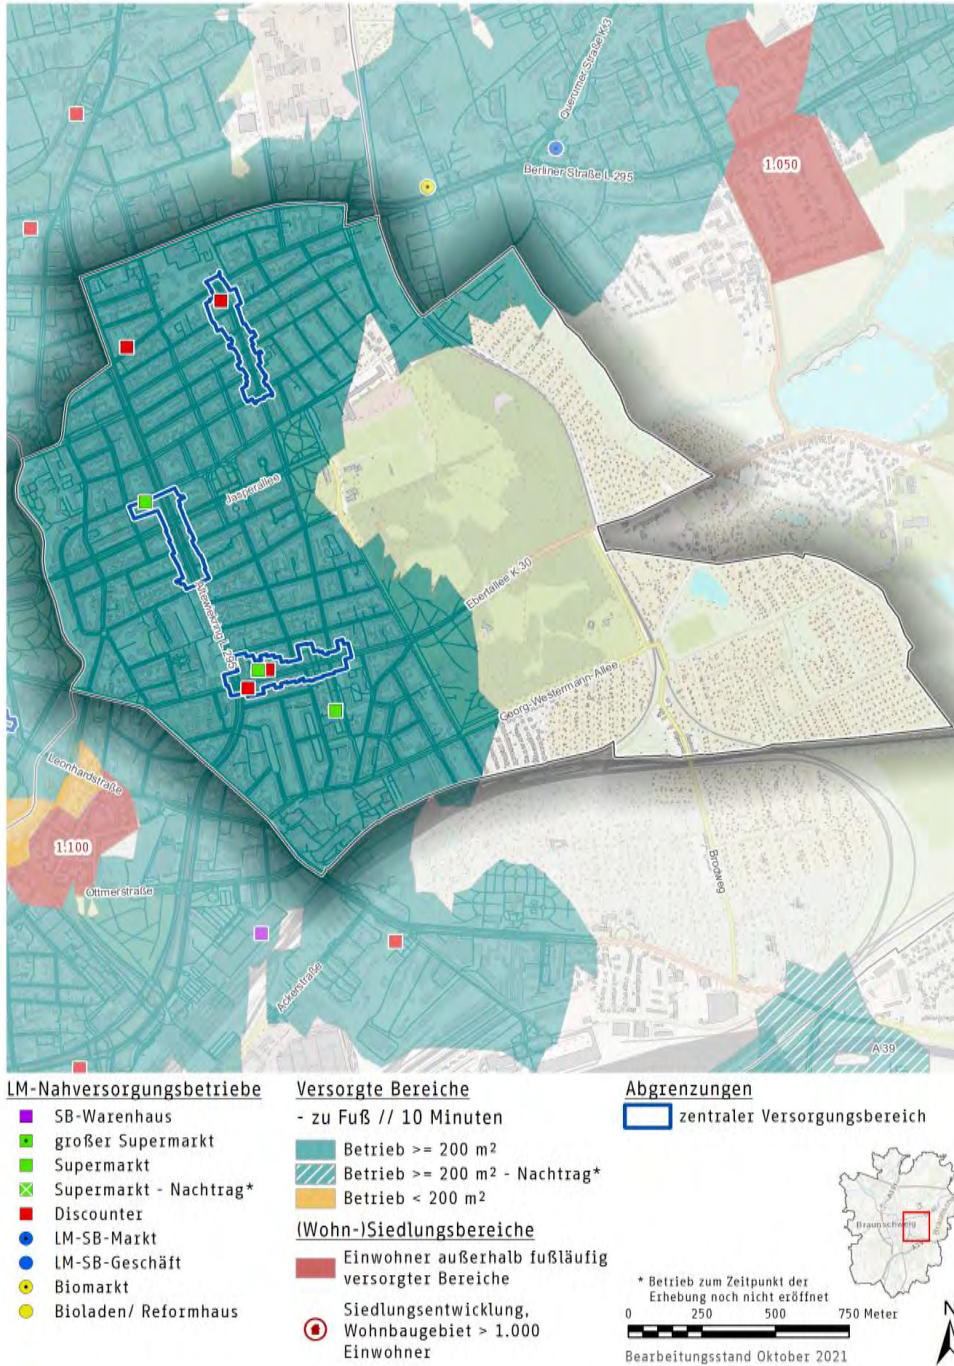 Querumer Straße K33
Berliner Straße L 295
1.050
Jasperallee
Altewiekring L 295
Ebertallee K 30
Georg-Westermann-Allee
Leonhardstraße
1.100
Ottmerstraße
Brodweg
Ackerstraße
A 39
LM-Nahversorgungsbetriebe
SB-Warenhaus
großer Supermarkt
Supermarkt
Supermarkt - Nachtrag*
Discounter
LM-SB-Markt
LM-SB-Geschäft
Biomarkt
Bioladen/ Reformhaus
Versorgte Bereiche
- zu Fuß // 10 Minuten
Betrieb >= 200 m²
Betrieb >= 200 m² - Nachtrag*
Betrieb < 200 m²
(Wohn-)Siedlungsbereiche
Einwohner außerhalb fußläufig
versorgter Bereiche
Siedlungsentwicklung,
Wohnbaugebiet > 1.000
Einwohner
Abgrenzungen
zentraler Versorgungsbereich
Braunschweig
* Betrieb zum Zeitpunkt der
Erhebung noch nicht eröffnet
0 250 500 750 Meter
N
Bearbeitungsstand Oktober 2021